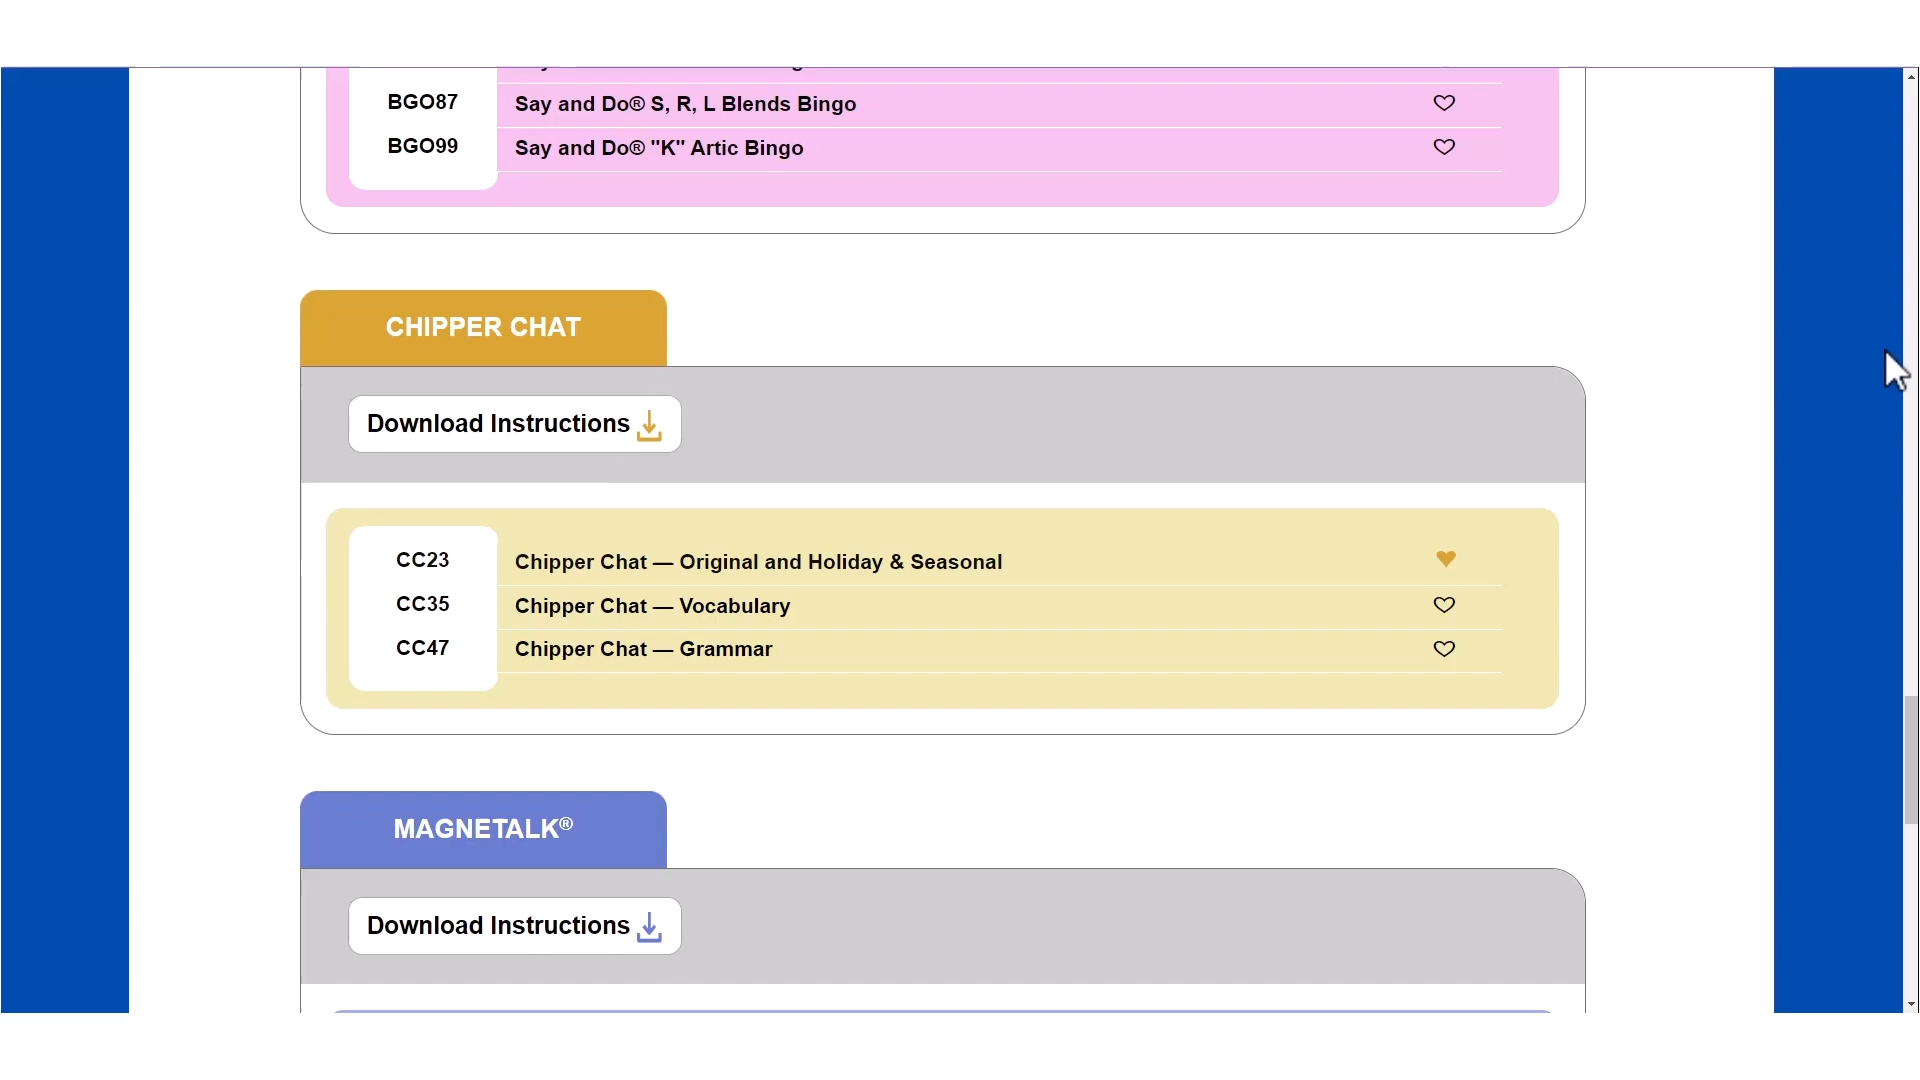 BGO87 Say and Do® S, R, L Blends Bingo
BGO99 Say and Do® "K" Artic Bingo
CHIPPER CHAT
Download Instructions
CC23 Chipper Chat — Original and Holiday & Seasonal
CC35 Chipper Chat — Vocabulary
CC47 Chipper Chat — Grammar
MAGNETALK®
Download Instructions